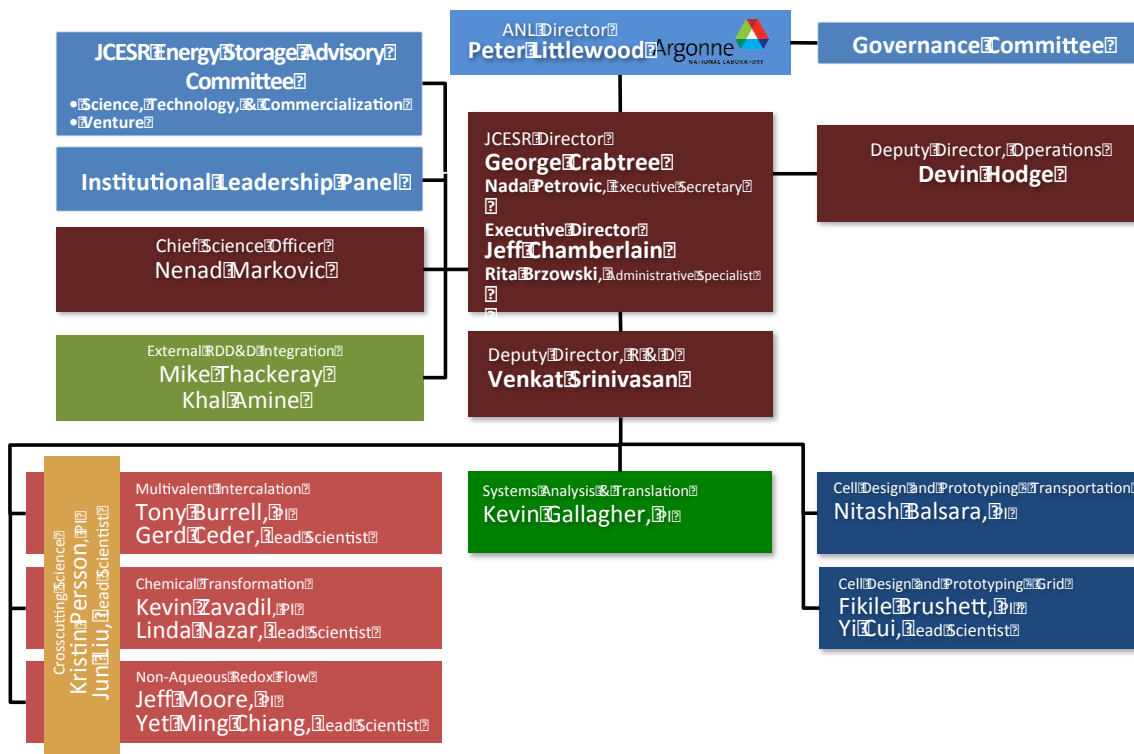 ANL Director
Peter Littlewood
Argonne
NATIONAL LABORATORY
Governance Committee
JCESR Energy Storage Advisory
Committee
• Science, Technology, & Commercialization
• Venture
Institutional Leadership Panel
JCESR Director
George Crabtree
Nada Petrovic, Executive Secretary
Executive Director
Jeff Chamberlain
Rita Brzowski, Administrative Specialist
Deputy Director, Operations
Devin Hodge
Chief Science Officer
Nenad Markovic
External RDD&D Integration
Mike Thackeray
Khal Amine
Deputy Director, R & D
Venkat Srinivasan
Crosscutting Science
Kristin Persson, PI
Jun Liu, Lead Scientist
Multivalent Intercalation
Tony Burrell, PI
Gerd Ceder, Lead Scientist
Chemical Transformation
Kevin Zavadil, PI
Linda Nazar, Lead Scientist
Non-Aqueous Redox Flow
Jeff Moore, PI
Yet Ming Chiang, Lead Scientist
Systems Analysis & Translation
Kevin Gallagher, PI
Cell Design and Prototyping Transportation
Nitash Balsara, PI
Cell Design and Prototyping Grid
Fikile Brushett, PI
Yi Cui, Lead Scientist